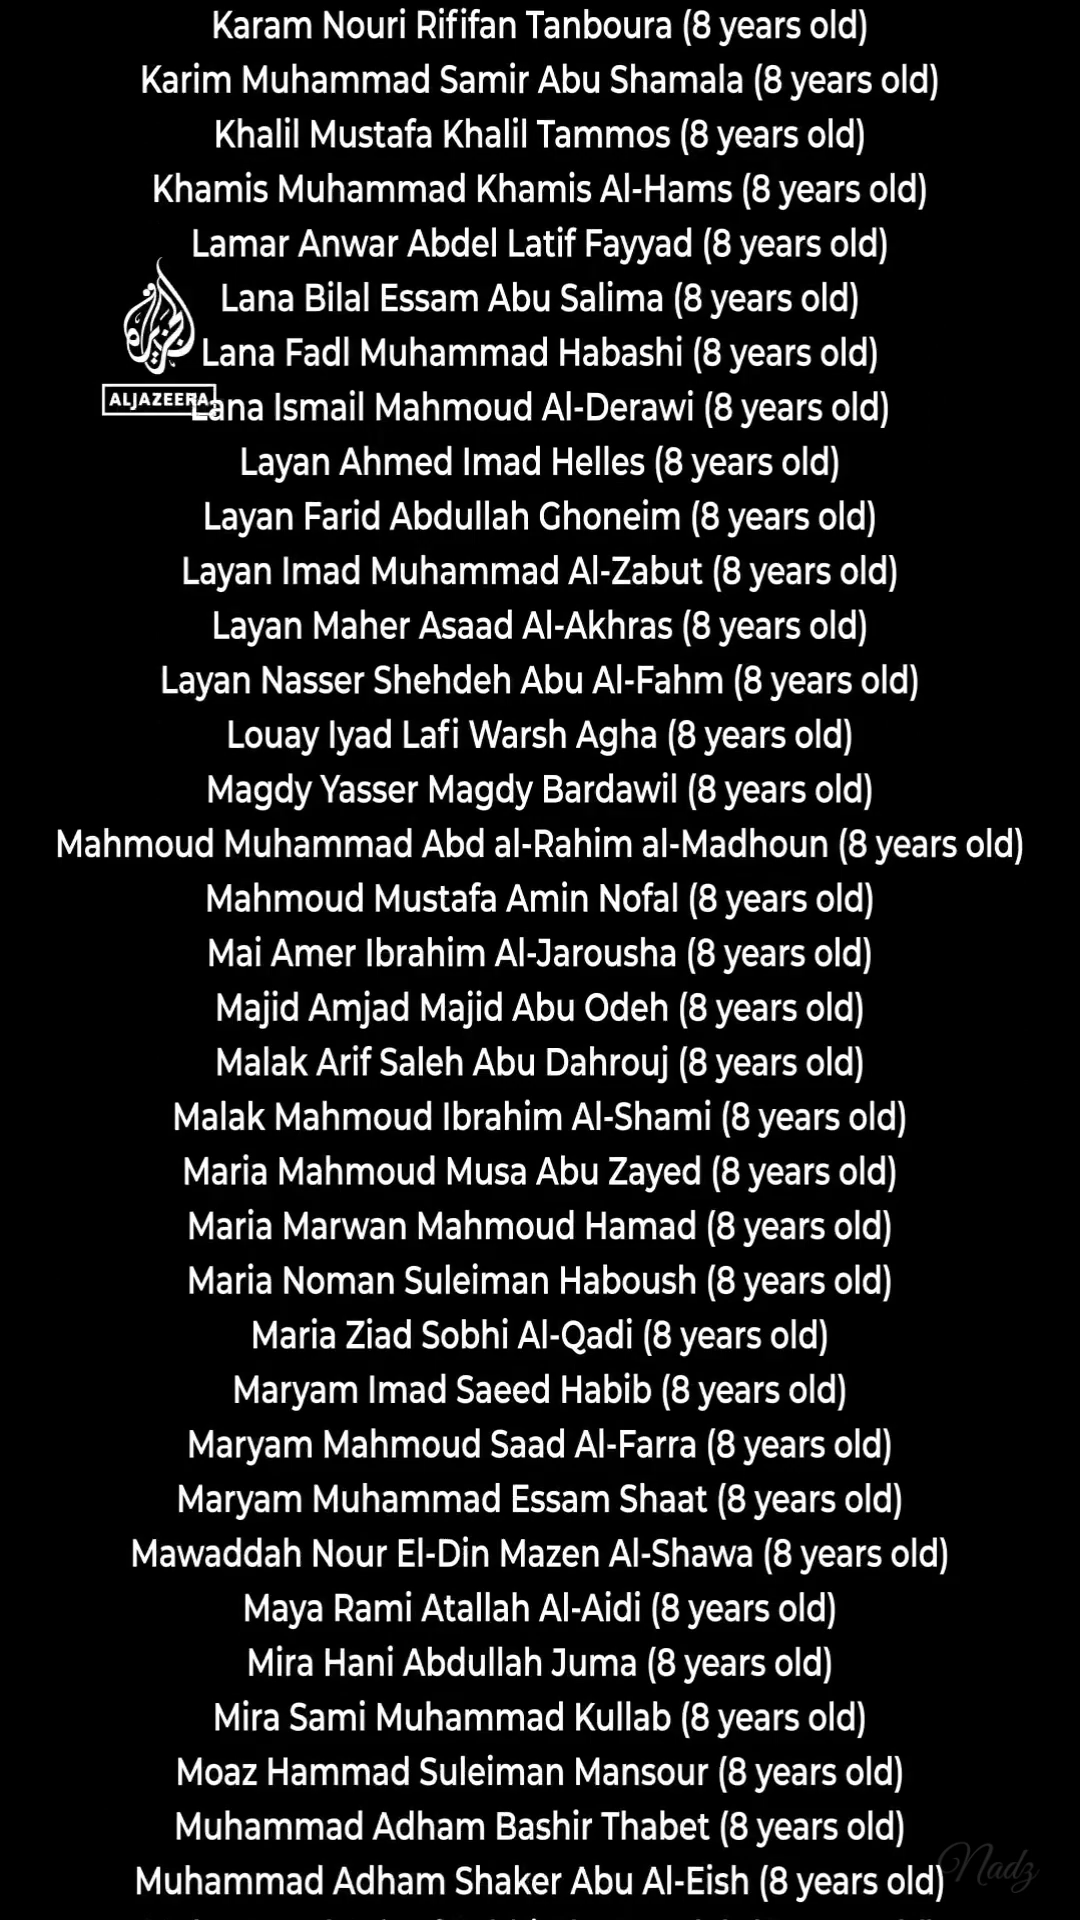 Karam Nouri Rififan Tanboura (8 years old)
Karim Muhammad Samir Abu Shamala (8 years old)
Khalil Mustafa Khalil Tammos (8 years old)
Khamis Muhammad Khamis Al-Hams (8 years old)
Lamar Anwar Abdel Latif Fayyad (8 years old)
Lana Bilal Essam Abu Salima (8 years old)
الجزيرة
Lana Fadl Muhammad Habashi (8 years old)
ALJAZEERA
Lana Ismail Mahmoud Al-Derawi (8 years old)
Layan Ahmed Imad Helles (8 years old)
Layan Farid Abdullah Ghoneim (8 years old)
Layan Imad Muhammad Al-Zabut (8 years old)
Layan Maher Asaad Al-Akhras (8 years old)
Layan Nasser Shehdeh Abu Al-Fahm (8 years old)
Louay Iyad Lafi Warsh Agha (8 years old)
Magdy Yasser Magdy Bardawil (8 years old)
Mahmoud Muhammad Abd al-Rahim al-Madhoun (8 years old)
Mahmoud Mustafa Amin Nofal (8 years old)
Mai Amer Ibrahim Al-Jarousha (8 years old)
Majid Amjad Majid Abu Odeh (8 years old)
Malak Arif Saleh Abu Dahrouj (8 years old)
Malak Mahmoud Ibrahim Al-Shami (8 years old)
Maria Mahmoud Musa Abu Zayed (8 years old)
Maria Marwan Mahmoud Hamad (8 years old)
Maria Noman Suleiman Haboush (8 years old)
Maria Ziad Sobhi Al-Qadi (8 years old)
Maryam Imad Saeed Habib (8 years old)
Maryam Mahmoud Saad Al-Farra (8 years old)
Maryam Muhammad Essam Shaat (8 years old)
Mawaddah Nour El-Din Mazen Al-Shawa (8 years old)
Maya Rami Atallah Al-Aidi (8 years old)
Mira Hani Abdullah Juma (8 years old)
Mira Sami Muhammad Kullab (8 years old)
Moaz Hammad Suleiman Mansour (8 years old)
Muhammad Adham Bashir Thabet (8 years old)
Muhammad Adham Shaker Abu Al-Eish (8 years old)
Nadz